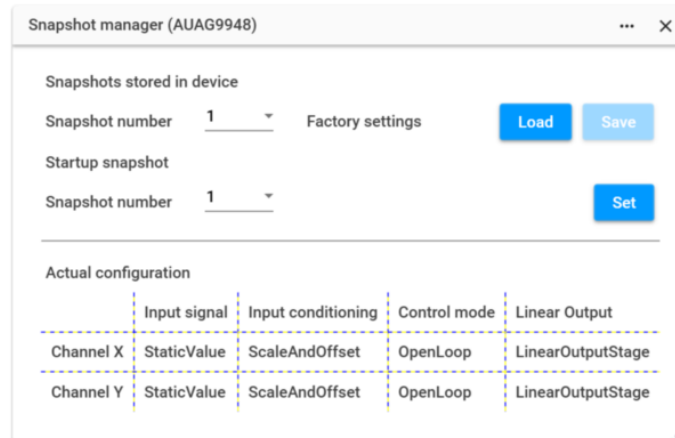 Snapshot manager (AUAG9948)
Snapshots stored in device
Snapshot number 1 Factory settings Load Save
Startup snapshot
Snapshot number 1 Set
Actual configuration
Input signal Input conditioning Control mode Linear Output
Channel X StaticValue ScaleAndOffset OpenLoop LinearOutputStage
Channel Y StaticValue ScaleAndOffset OpenLoop LinearOutputStage